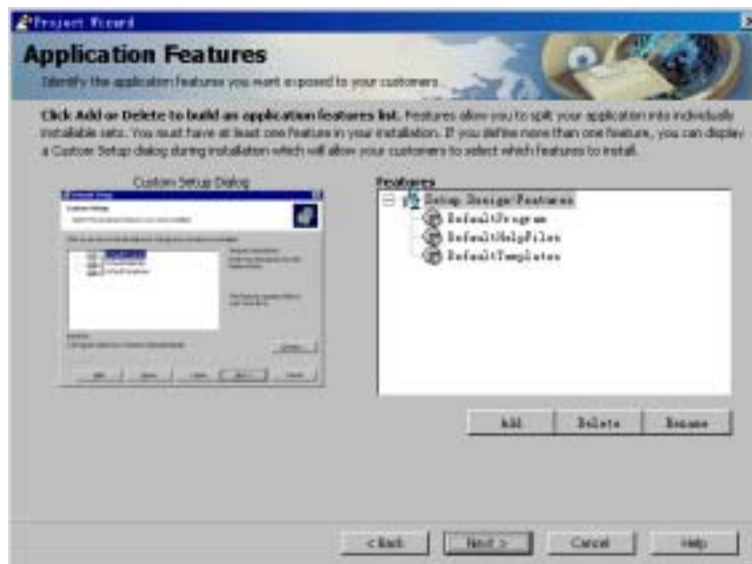 Project Wizard
Application Features
Identify the application features you want exposed to your customers
Click Add or Delete to build an application features list. Features allow you to split your application into individually
installable sets. You must have at least one feature in your installation. If you define more than one feature, you can display
a Custom Setup dialog during installation which will allow your customers to select which features to install.
Custom Setup Dialog
Features
Setup Design/Features
DefaultProgram
DefaultHelpFiles
DefaultTemplates
Add
Delete
Rename
< Back
Next >
Cancel
Help